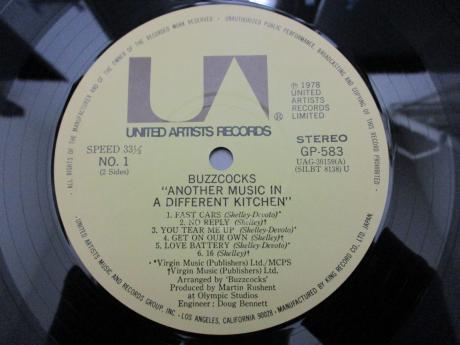 UNAUTHORIZED PUBLIC PERFORMANCE, BROADCASTING AND COPYING OF THIS RECORD PROHIBITED·
ALL RIGHTS OF THE MANUFACTURER AND OF THE OWNER OF THE RECORDED WORK RESERVED·
UA
UNITED ARTISTS RECORDS
Ⓟ 1978
UNITED
ARTISTS
RECORDS
LIMITED
SPEED 33⅓
NO. 1
(2 Sides)
STEREO
GP-583
UAG-30159(A)
(SILBT 8138) U
BUZZCOCKS
"ANOTHER MUSIC IN
A DIFFERENT KITCHEN"
1. FAST CARS (Shelley-Devoto)*
2. NO REPLY (Shelley)†
3. YOU TEAR ME UP (Shelley-Devoto)*
4. GET ON OUR OWN (Shelley)†
5. LOVE BATTERY (Shelley-Devoto)*
6. 16 (Shelley)†
*Virgin Music (Publishers) Ltd./MCPS
†Virgin Music (Publishers) Ltd.
Arranged by 'Buzzcocks'
Produced by Martin Rushent
at Olympic Studios
Engineer: Doug Bennett
·UNITED ARTISTS MUSIC AND RECORDS GROUP, INC. · LOS ANGELES, CALIFORNIA 90028 · MANUFACTURED BY KING RECORD CO. LTD. JAPAN·